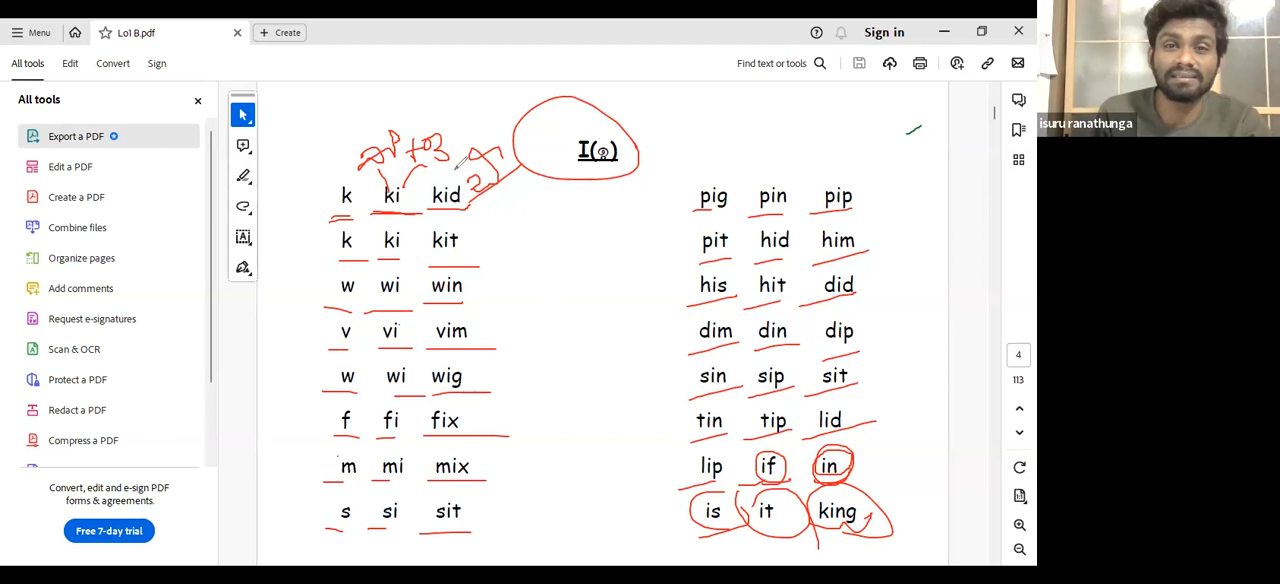 Menu
Lo1 B.pdf
Create
Sign in
All tools
Edit
Convert
Sign
Find text or tools
All tools
Export a PDF
Edit a PDF
Create a PDF
Combine files
Organize pages
Add comments
Request e-signatures
Scan & OCR
Protect a PDF
Redact a PDF
Compress a PDF
Convert, edit and e-sign PDF
forms & agreements.
Free 7-day trial
I(ඉ)
k ki kid
k ki kit
w wi win
v vi vim
w wi wig
f fi fix
m mi mix
s si sit
pig pin pip
pit hid him
his hit did
dim din dip
sin sip sit
tin tip lid
lip if in
is it king
isuru ranathunga
4
113